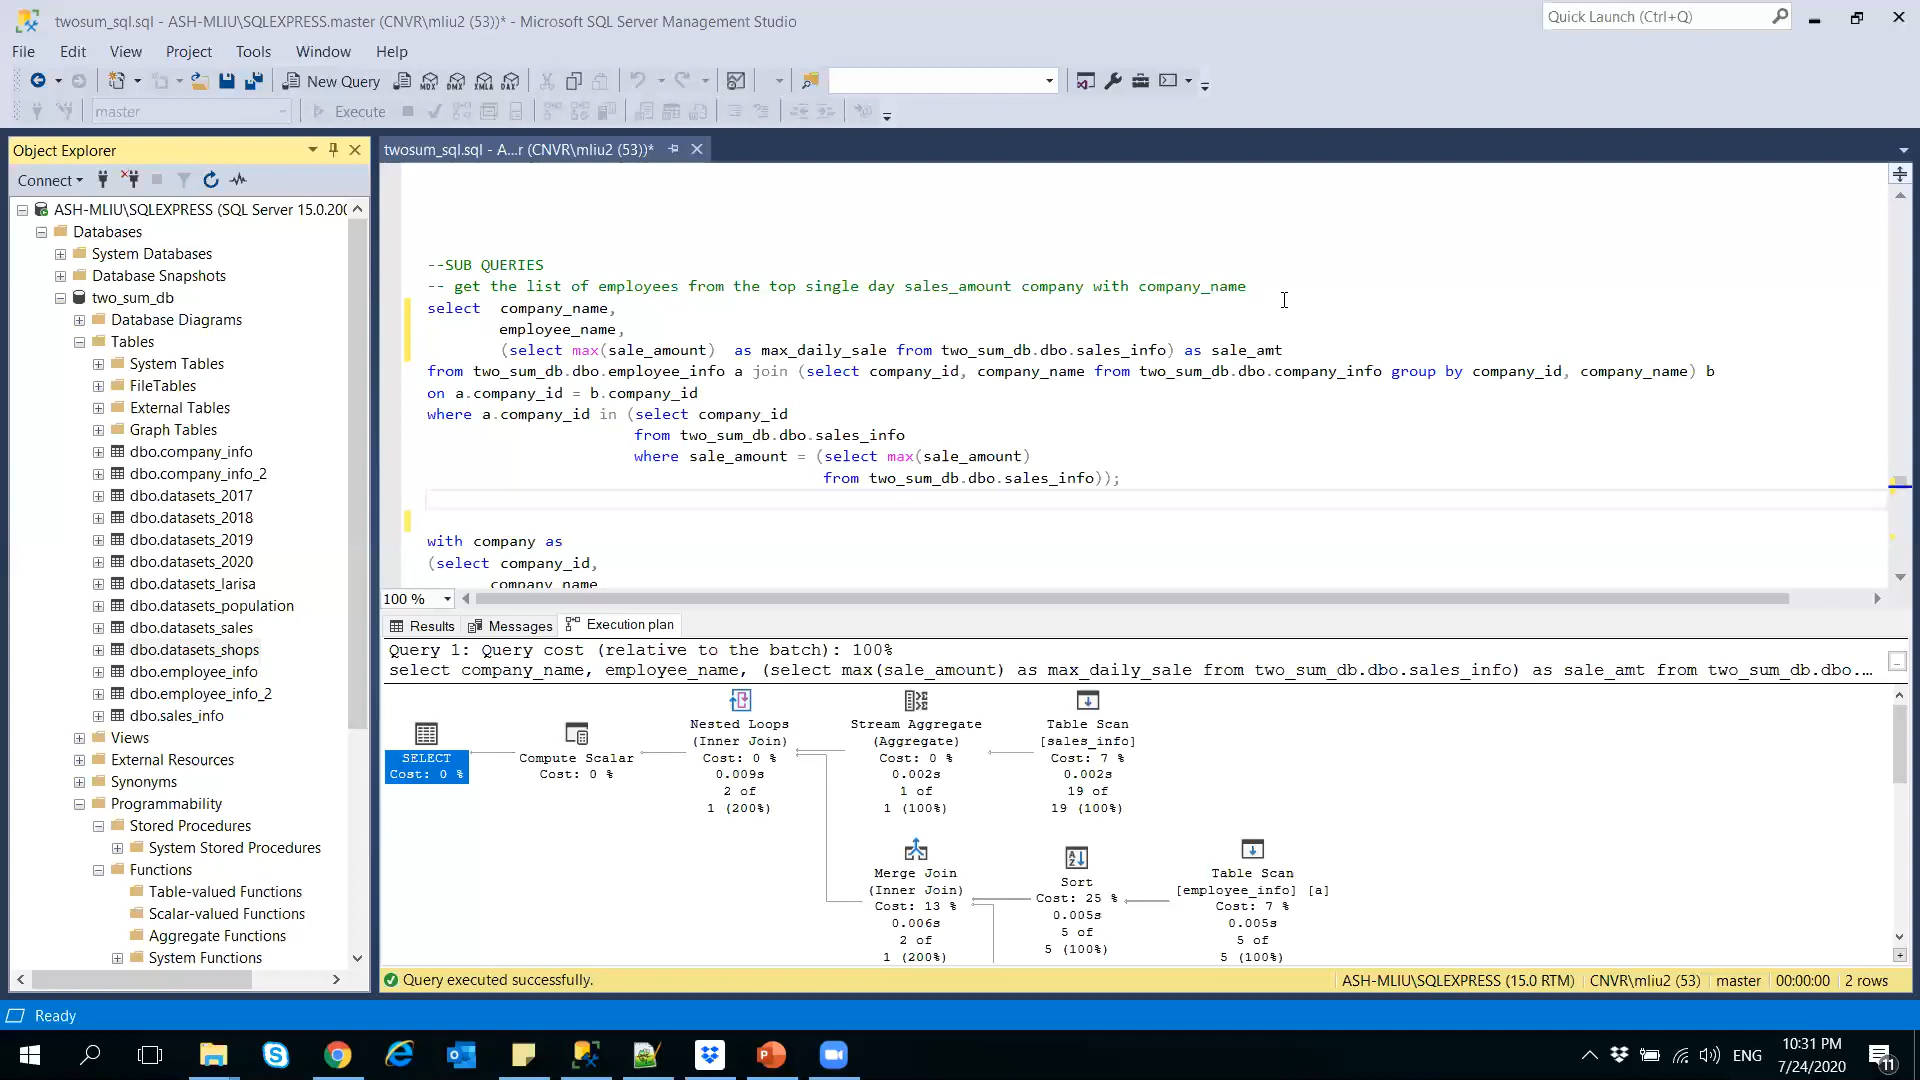 twosum_sql.sql - ASH-MLIU\SQLEXPRESS.master (CNVR\mliu2 (53))* - Microsoft SQL Server Management Studio
Quick Launch (Ctrl+Q)
File Edit View Project Tools Window Help
New Query
MDX DMX XMLA DAX
master
Execute
Object Explorer
twosum_sql.sql - A...r (CNVR\mliu2 (53))*
Connect
ASH-MLIU\SQLEXPRESS (SQL Server 15.0.200
Databases
System Databases
Database Snapshots
two_sum_db
Database Diagrams
Tables
System Tables
FileTables
External Tables
Graph Tables
dbo.company_info
dbo.company_info_2
dbo.datasets_2017
dbo.datasets_2018
dbo.datasets_2019
dbo.datasets_2020
dbo.datasets_larisa
dbo.datasets_population
dbo.datasets_sales
dbo.datasets_shops
dbo.employee_info
dbo.employee_info_2
dbo.sales_info
Views
External Resources
Synonyms
Programmability
Stored Procedures
System Stored Procedures
Functions
Table-valued Functions
Scalar-valued Functions
Aggregate Functions
System Functions
--SUB QUERIES
-- get the list of employees from the top single day sales_amount company with company_name
select company_name,
employee_name,
(select max(sale_amount) as max_daily_sale from two_sum_db.dbo.sales_info) as sale_amt
from two_sum_db.dbo.employee_info a join (select company_id, company_name from two_sum_db.dbo.company_info group by company_id, company_name) b
on a.company_id = b.company_id
where a.company_id in (select company_id
from two_sum_db.dbo.sales_info
where sale_amount = (select max(sale_amount)
from two_sum_db.dbo.sales_info));
with company as
(select company_id,
company_name
100 %
Results Messages Execution plan
Query 1: Query cost (relative to the batch): 100%
select company_name, employee_name, (select max(sale_amount) as max_daily_sale from two_sum_db.dbo.sales_info) as sale_amt from two_sum_db.dbo.…
SELECT
Cost: 0 %
Compute Scalar
Cost: 0 %
Nested Loops
(Inner Join)
Cost: 0 %
0.009s
2 of
1 (200%)
Stream Aggregate
(Aggregate)
Cost: 0 %
0.002s
1 of
1 (100%)
Table Scan
[sales_info]
Cost: 7 %
0.002s
19 of
19 (100%)
Merge Join
(Inner Join)
Cost: 13 %
0.006s
2 of
1 (200%)
Sort
Cost: 25 %
0.005s
5 of
5 (100%)
Table Scan
[employee_info] [a]
Cost: 7 %
0.005s
5 of
5 (100%)
Query executed successfully.
ASH-MLIU\SQLEXPRESS (15.0 RTM) CNVR\mliu2 (53) master 00:00:00 2 rows
Ready
ENG
10:31 PM
7/24/2020
11